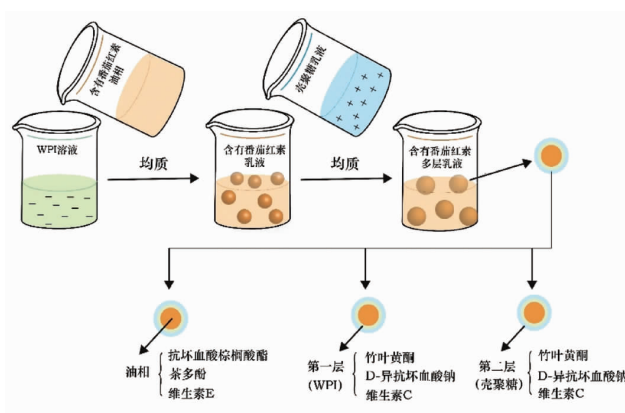 含有番茄红素
油相
壳聚糖乳液
WPI溶液
均质
含有番茄红素
乳液
均质
含有番茄红素
多层乳液
油相
抗坏血酸棕榈酸酯
茶多酚
维生素E
第一层
(WPI)
竹叶黄酮
D-异抗坏血酸钠
维生素C
第二层
(壳聚糖)
竹叶黄酮
D-异抗坏血酸钠
维生素C